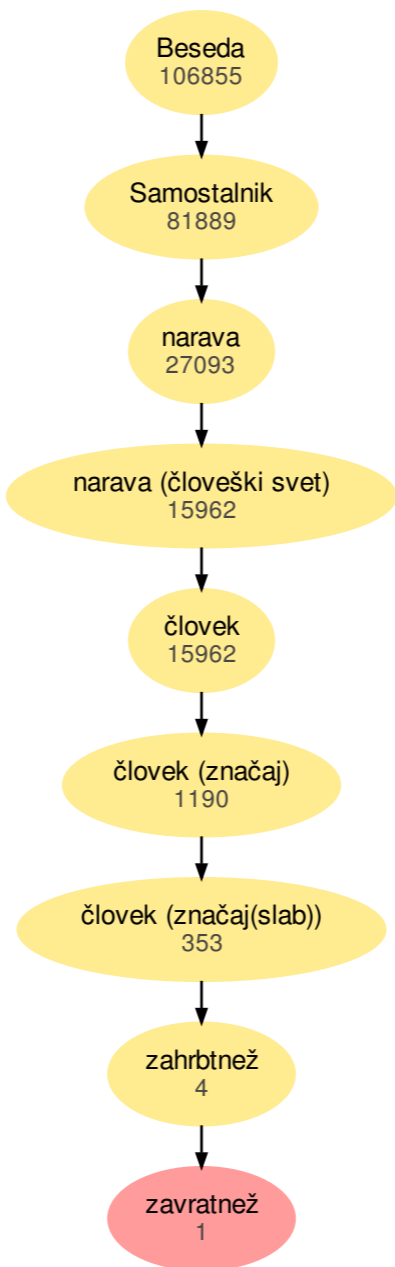 Beseda
106855
Samostalnik
81889
narava
27093
narava (človeški svet)
15962
človek
15962
človek (značaj)
1190
človek (značaj(slab))
353
zahrbtnež
4
zavratnež
1